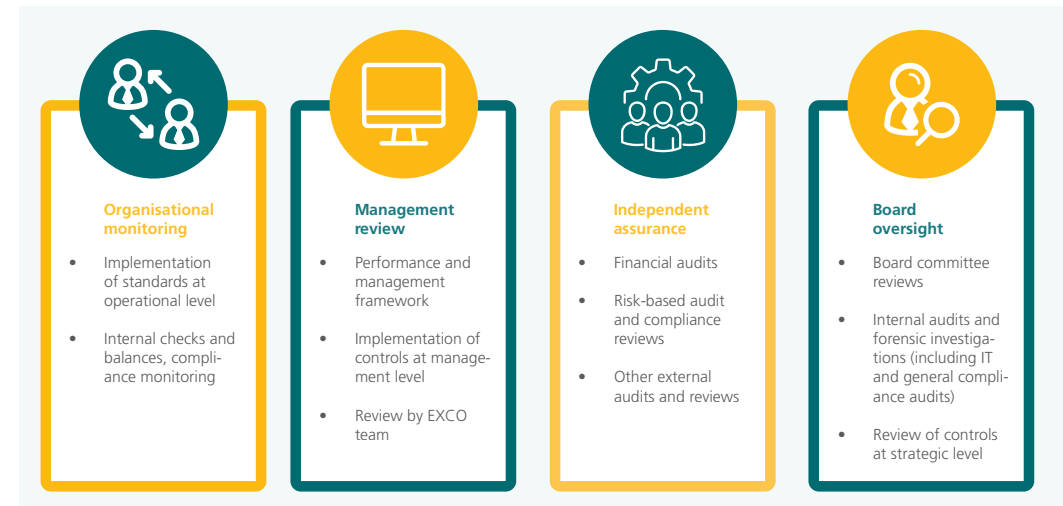 Organisational
monitoring
• Implementation
of standards at
operational level
• Internal checks and
balances, compli-
ance monitoring
Management
review
• Performance and
management
framework
• Implementation of
controls at manage-
ment level
• Review by EXCO
team
Independent
assurance
• Financial audits
• Risk-based audit
and compliance
reviews
• Other external
audits and reviews
Board
oversight
• Board committee
reviews
• Internal audits and
forensic investiga-
tions (including IT
and general compli-
ance audits)
• Review of controls
at strategic level